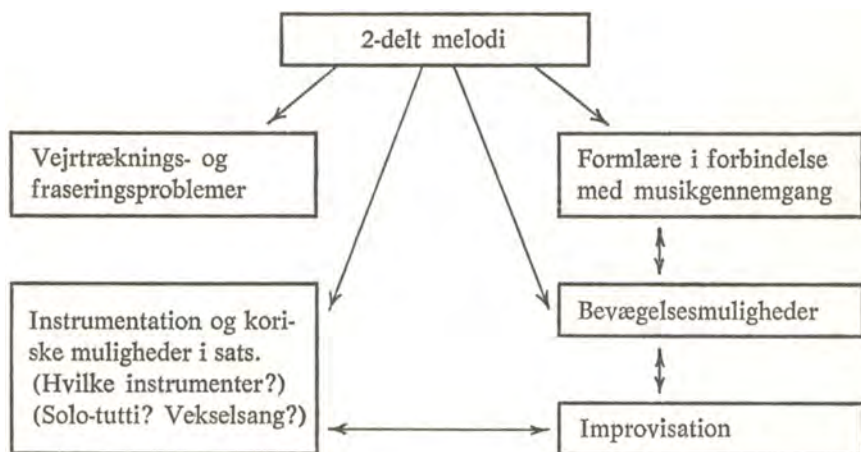 2-delt melodi
Vejrtræknings- og
fraseringsproblemer
Formlære i forbindelse
med musikgennemgang
Instrumentation og kori-
ske muligheder i sats.
(Hvilke instrumenter?)
(Solo-tutti? Vekselsang?)
Bevægelsesmuligheder
Improvisation